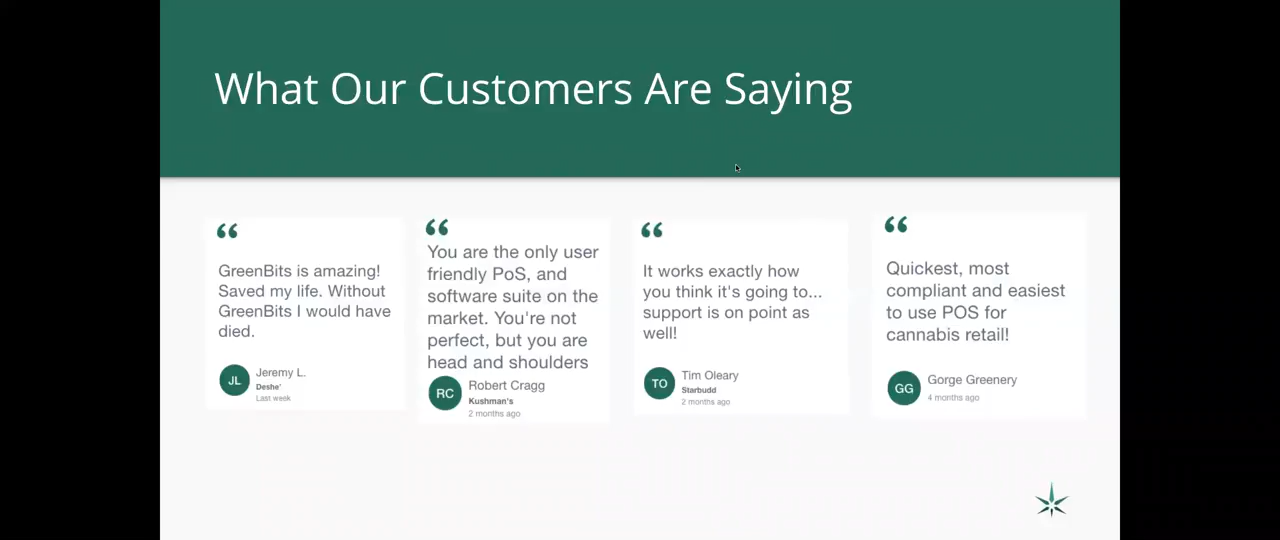 What Our Customers Are Saying
“
GreenBits is amazing!
Saved my life. Without
GreenBits I would have
died.
JL
Jeremy L.
Deshe'
Last week
“
You are the only user
friendly PoS, and
software suite on the
market. You're not
perfect, but you are
head and shoulders
RC
Robert Cragg
Kushman's
2 months ago
“
It works exactly how
you think it's going to...
support is on point as
well!
TO
Tim Oleary
Starbudd
2 months ago
“
Quickest, most
compliant and easiest
to use POS for
cannabis retail!
GG
Gorge Greenery
4 months ago